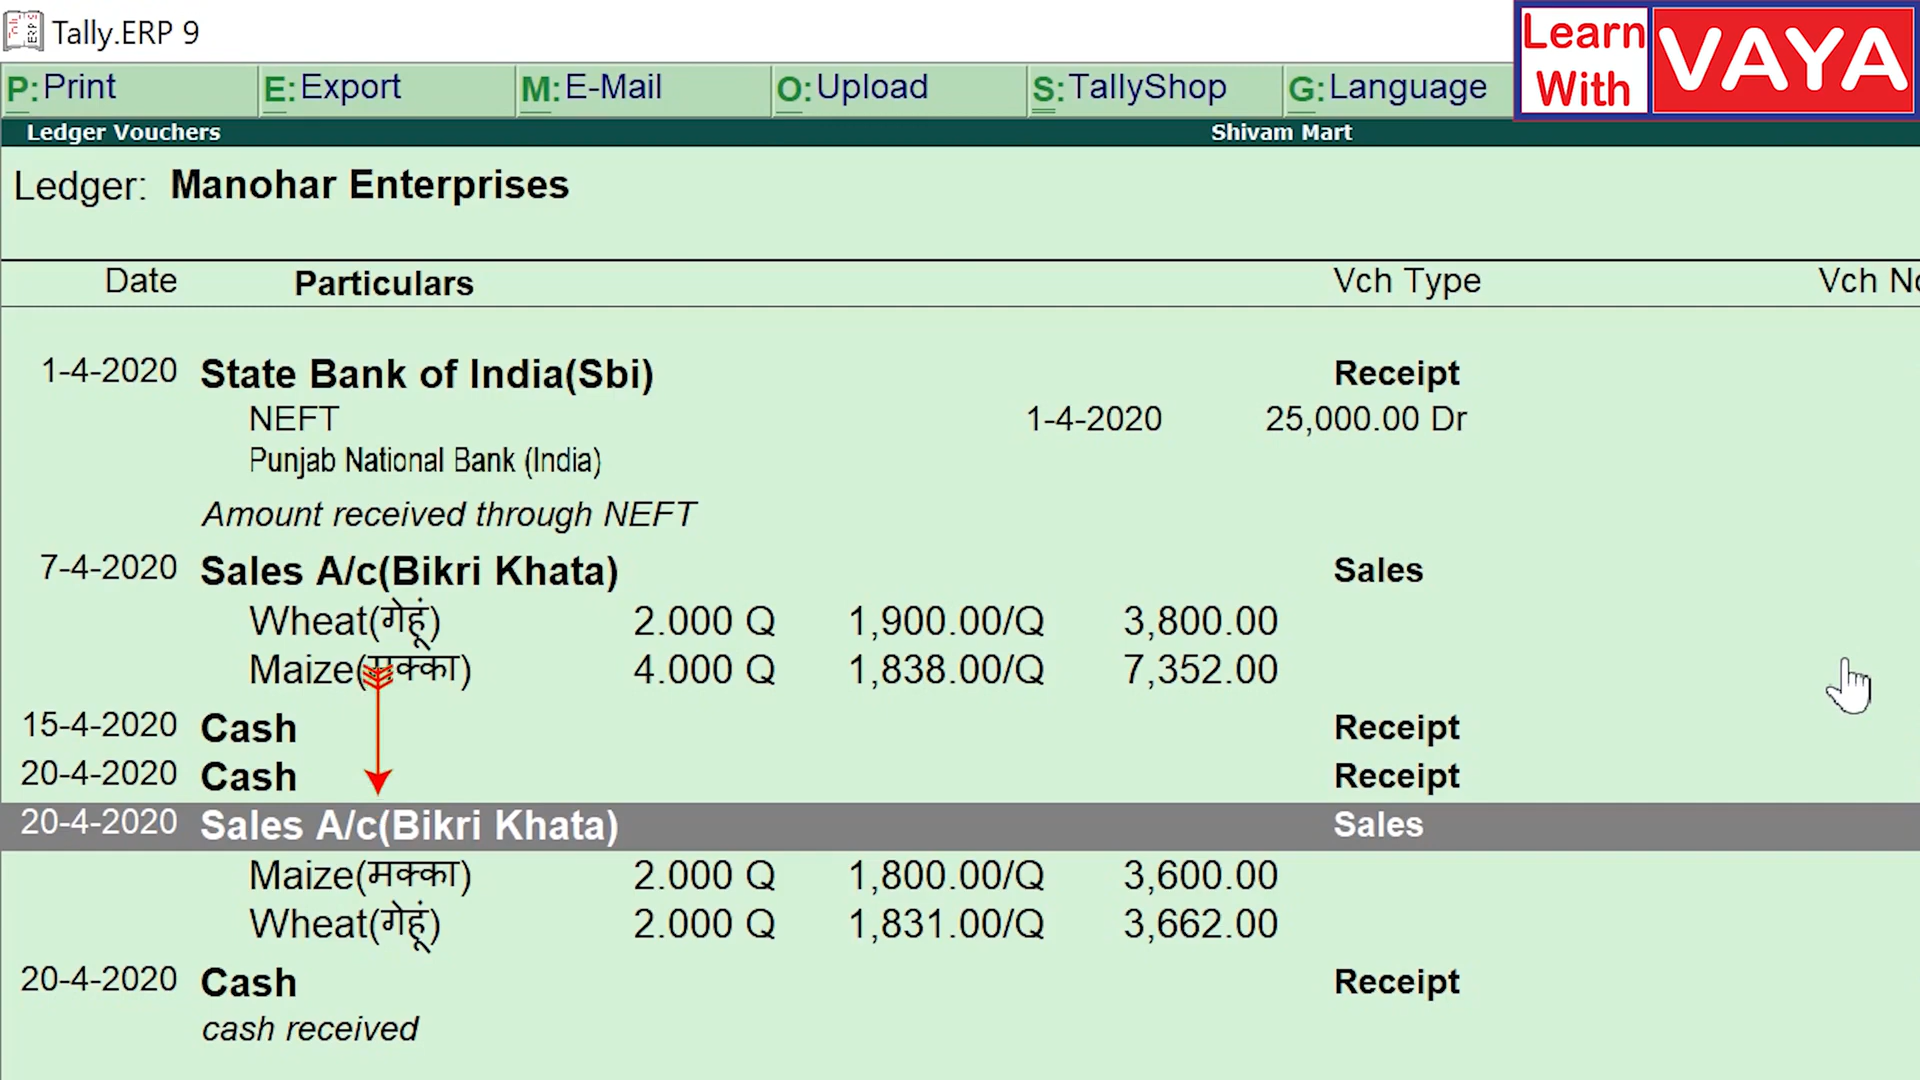 Tally.ERP 9
Learn With VAYA
P: Print E: Export M: E-Mail O: Upload S: TallyShop G: Language
Ledger Vouchers Shivam Mart
Ledger: Manohar Enterprises
Date Particulars Vch Type Vch No
1-4-2020 State Bank of India(Sbi) Receipt
NEFT 1-4-2020 25,000.00 Dr
Punjab National Bank (India)
Amount received through NEFT
7-4-2020 Sales A/c(Bikri Khata) Sales
Wheat(गेहूं) 2.000 Q 1,900.00/Q 3,800.00
Maize(मक्का) 4.000 Q 1,838.00/Q 7,352.00
15-4-2020 Cash Receipt
20-4-2020 Cash Receipt
20-4-2020 Sales A/c(Bikri Khata) Sales
Maize(मक्का) 2.000 Q 1,800.00/Q 3,600.00
Wheat(गेहूं) 2.000 Q 1,831.00/Q 3,662.00
20-4-2020 Cash Receipt
cash received